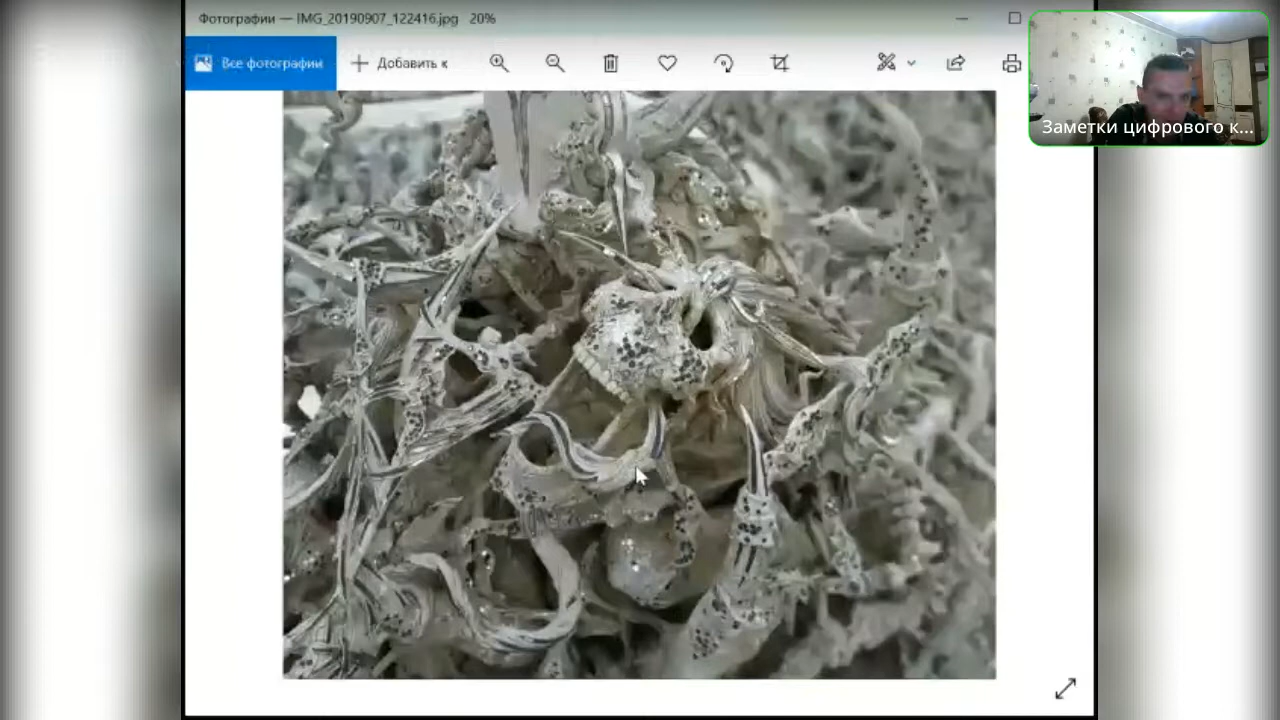 Фотографии — IMG_20190907_122416.jpg 20%
Все фотографии
Добавить к
Заметки цифрового к...